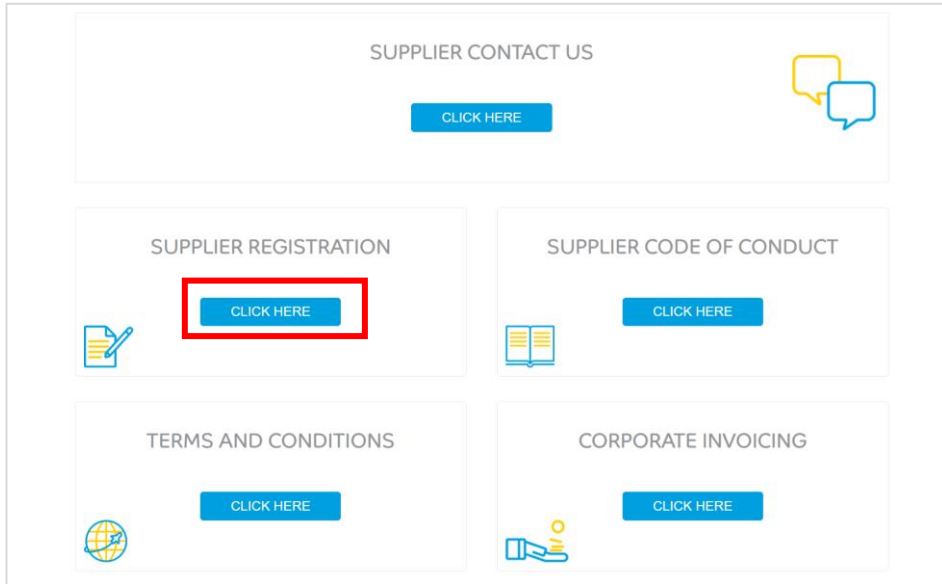 SUPPLIER CONTACT US
CLICK HERE
SUPPLIER REGISTRATION
CLICK HERE
SUPPLIER CODE OF CONDUCT
CLICK HERE
TERMS AND CONDITIONS
CLICK HERE
CORPORATE INVOICING
CLICK HERE